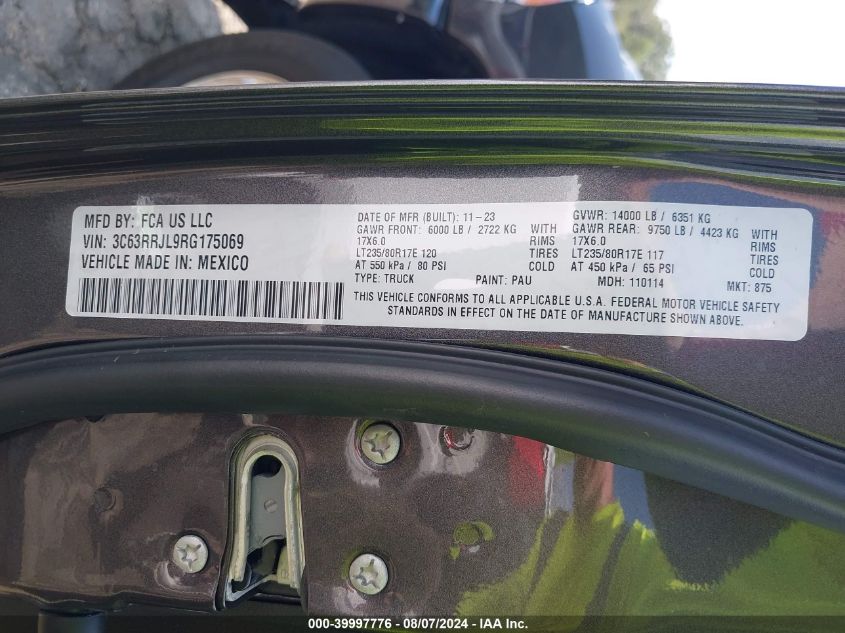 MFD BY: FCA US LLC
VIN: 3C63RRJL9RG175069
VEHICLE MADE IN: MEXICO
DATE OF MFR (BUILT): 11-23
GAWR FRONT: 6000 LB / 2722 KG WITH
17X6.0 RIMS
LT235/80R17E 120 TIRES
AT 550 kPa / 80 PSI COLD
TYPE: TRUCK PAINT: PAU
GVWR: 14000 LB / 6351 KG
GAWR REAR: 9750 LB / 4423 KG WITH
17X6.0 RIMS
LT235/80R17E 117 TIRES
AT 450 kPa / 65 PSI COLD
MDH: 110114 MKT: 875
THIS VEHICLE CONFORMS TO ALL APPLICABLE U.S.A. FEDERAL MOTOR VEHICLE SAFETY
STANDARDS IN EFFECT ON THE DATE OF MANUFACTURE SHOWN ABOVE.
000-39997776 - 08/07/2024 - IAA Inc.